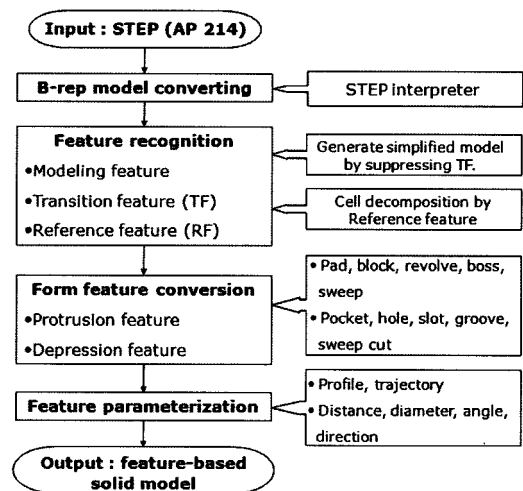 Input : STEP (AP 214)
B-rep model converting
STEP interpreter
Feature recognition
•Modeling feature
•Transition feature (TF)
•Reference feature (RF)
Generate simplified model
by suppressing TF.
Cell decomposition by
Reference feature
Form feature conversion
•Protrusion feature
•Depression feature
• Pad, block, revolve, boss,
sweep
• Pocket, hole, slot, groove,
sweep cut
Feature parameterization
• Profile, trajectory
• Distance, diameter, angle,
direction
Output : feature-based
solid model